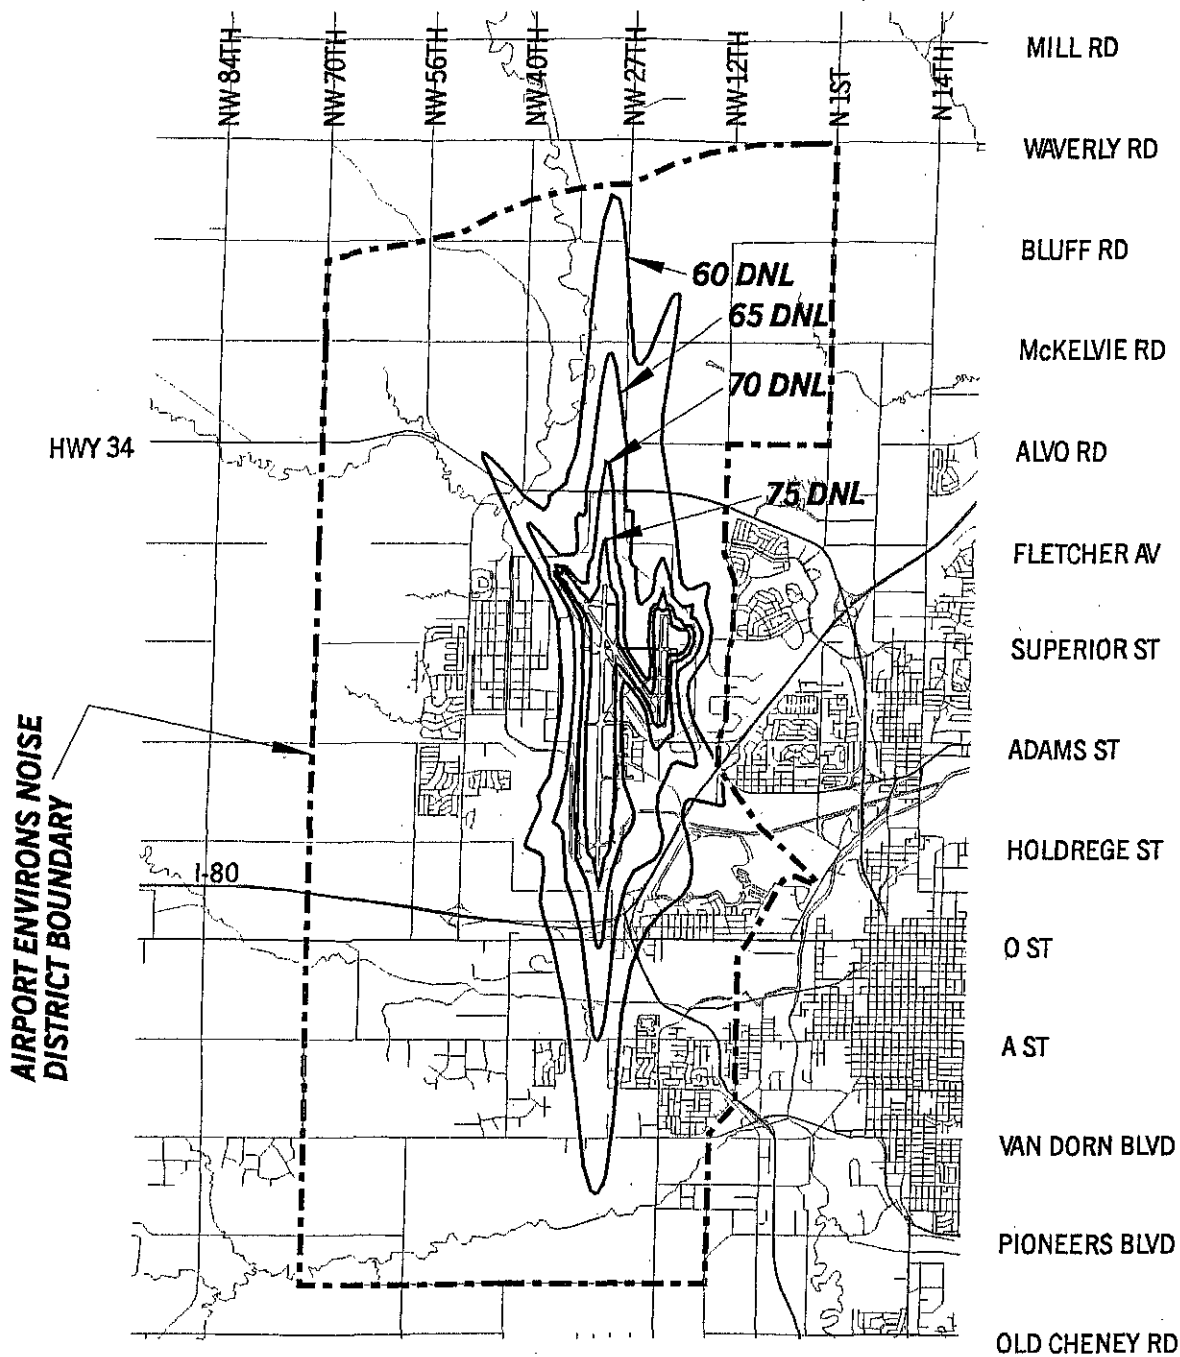 NW 84TH
NW 70TH
NW 56TH
NW 40TH
NW 27TH
NW 12TH
N 1ST
N 14TH
MILL RD
WAVERLY RD
BLUFF RD
60 DNL
65 DNL
McKELVIE RD
70 DNL
HWY 34
ALVO RD
75 DNL
FLETCHER AV
SUPERIOR ST
AIRPORT ENVIRONS NOISE
DISTRICT BOUNDARY
ADAMS ST
HOLDREGE ST
I-80
O ST
A ST
VAN DORN BLVD
PIONEERS BLVD
OLD CHENEY RD